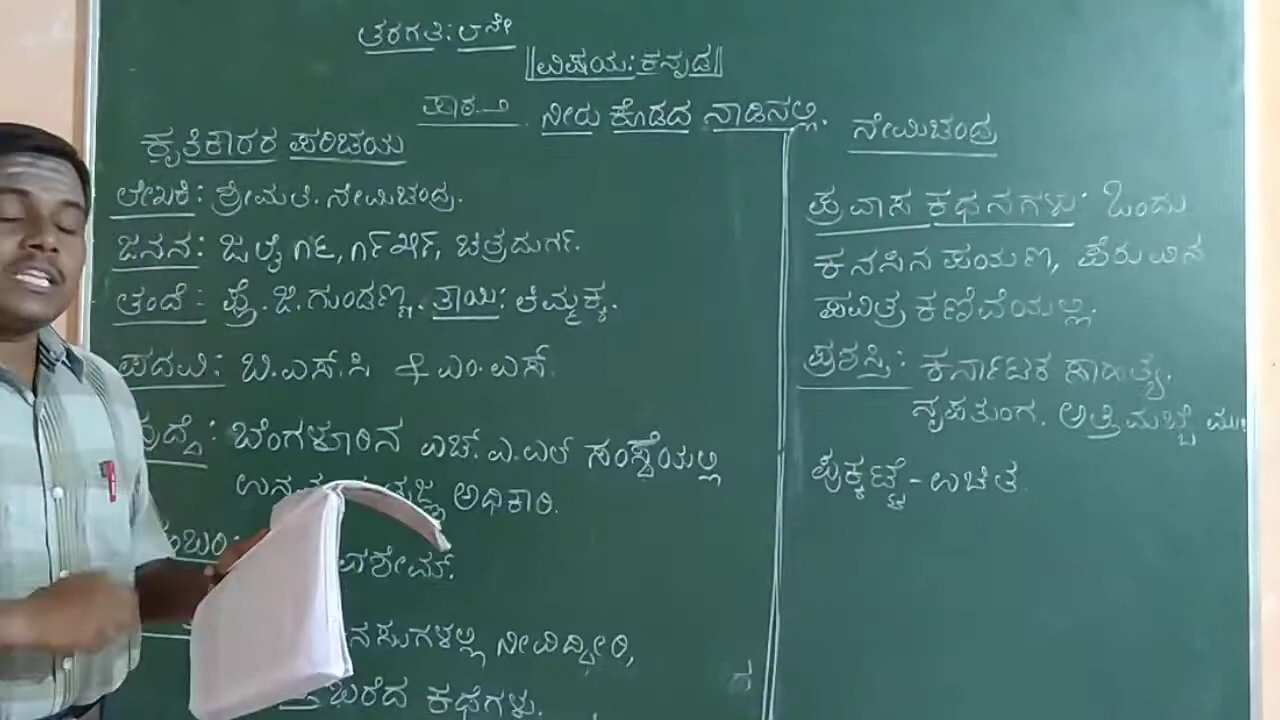 ತರಗತಿ: ೮ನೇ
ವಿಷಯ: ಕನ್ನಡ
ಪಾಠ-೨ ನೀರು ಕೊಡದ ನಾಡಿನಲ್ಲಿ.
ನೇಮಿಚಂದ್ರ
ಕೃತಿಕಾರರ ಪರಿಚಯ
ಲೇಖಕಿ: ಶ್ರೀಮತಿ. ನೇಮಿಚಂದ್ರ.
ಜನನ: ಜುಲೈ ೧೬, ೧೯೫೯, ಚಿತ್ರದುರ್ಗ.
ತಂದೆ: ಪ್ರೊ. ಜಿ. ಗುಂಡಣ್ಣ. ತಾಯಿ: ತಿಮ್ಮಕ್ಕ.
ಪದವಿ: ಬಿ.ಎಸ್.ಸಿ & ಎಂ.ಎಸ್.
ಬೆಂಗಳೂರಿನ ಎಚ್.ಎ.ಎಲ್ ಸಂಸ್ಥೆಯಲ್ಲಿ
ಅಧಿಕಾರಿ.
ನೀವಿದ್ದೀರಿ,
ಬರೆದ ಕಥೆಗಳು.
ಪ್ರವಾಸ ಕಥನಗಳು: ಒಂದು
ಕನಸಿನ ಪಯಣ, ಪೆರುವಿನ
ಪವಿತ್ರ ಕಣಿವೆಯಲ್ಲಿ.
ಪ್ರಶಸ್ತಿ: ಕರ್ನಾಟಕ ಸಾಹಿತ್ಯ.
ನೃಪತುಂಗ. ಅತ್ತಿಮಬ್ಬೆ
ಪುಕ್ಕಟ್ಟೆ - ಉಚಿತ.